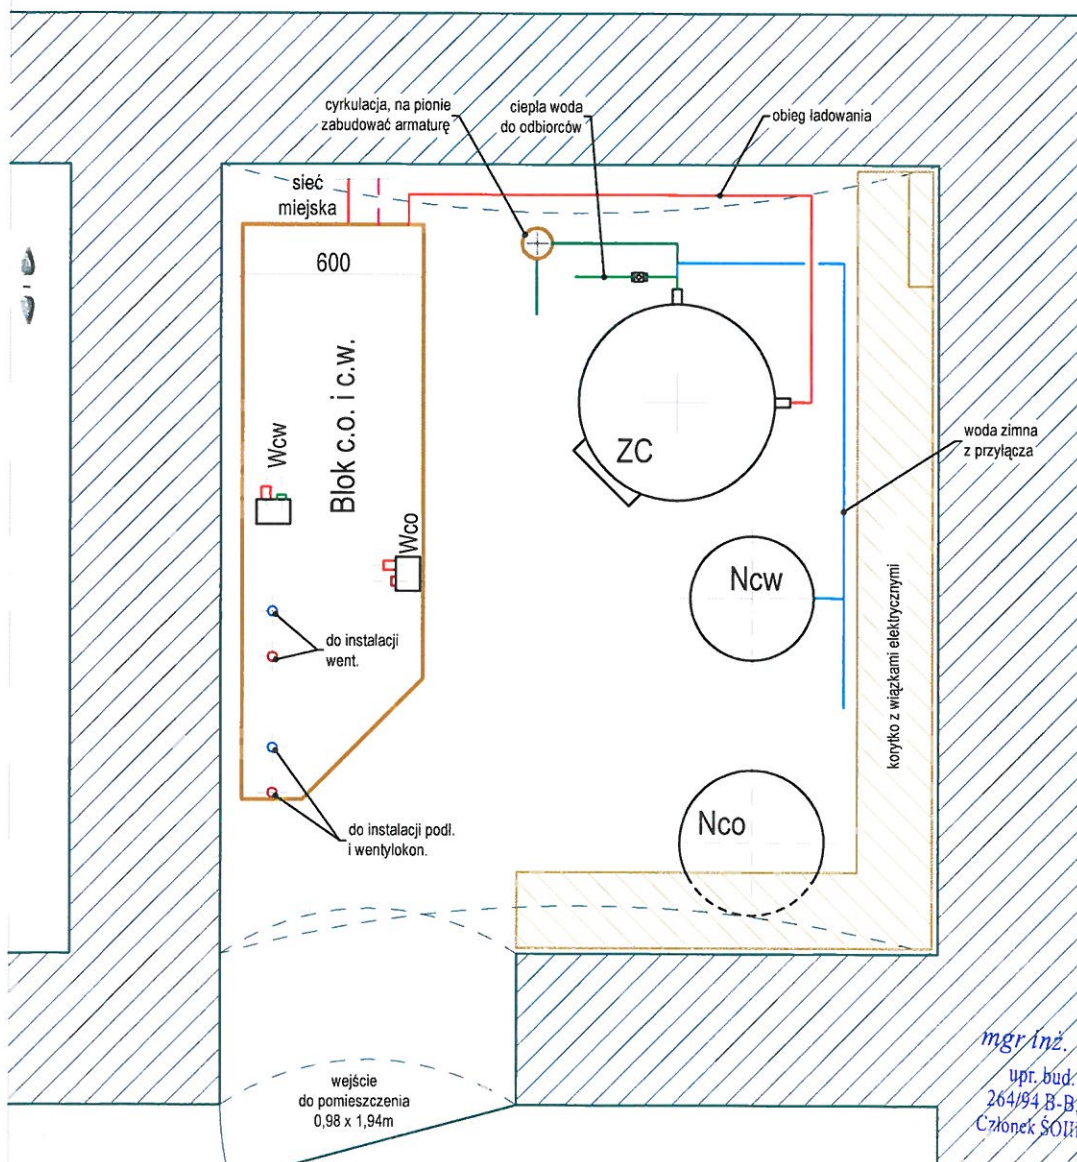 cyrkulacja, na pionie
zabudować armaturę
ciepła woda
do odbiorców
obieg ładowania
sieć
miejska
600
Blok c.o. i c.w.
Wcw
Wco
ZC
woda zimna
z przyłącza
Ncw
do instalacji
went.
korytko z wiązkami elektrycznymi
Nco
do instalacji podł.
i wentylokon.
wejście
do pomieszczenia
0,98 x 1,94m
mgr inż.
upr. bud.
264/94 B-B
Członek